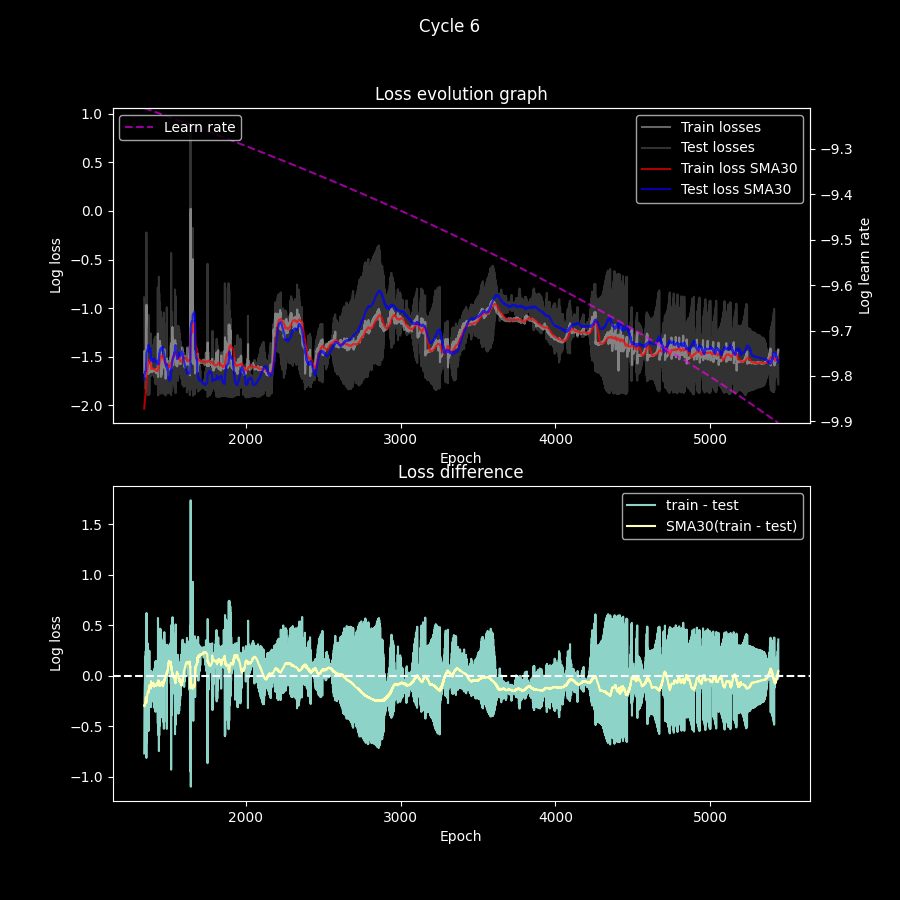 Cycle 6
Loss evolution graph
Learn rate
Train losses
Test losses
Train loss SMA30
Test loss SMA30
1.0
0.5
0.0
−0.5
−1.0
−1.5
−2.0
Log loss
−9.3
−9.4
−9.5
−9.6
−9.7
−9.8
−9.9
Log learn rate
2000 3000 4000 5000
Epoch
Loss difference
train - test
SMA30(train - test)
1.5
1.0
0.5
0.0
−0.5
−1.0
Log loss
2000 3000 4000 5000
Epoch